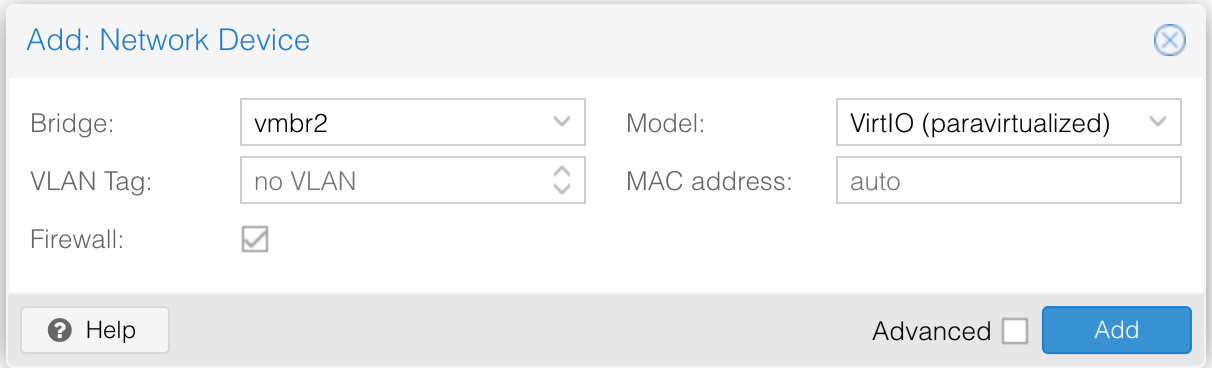 Add: Network Device
Bridge: vmbr2 Model: VirtIO (paravirtualized)
VLAN Tag: no VLAN MAC address: auto
Firewall:
Help Advanced Add